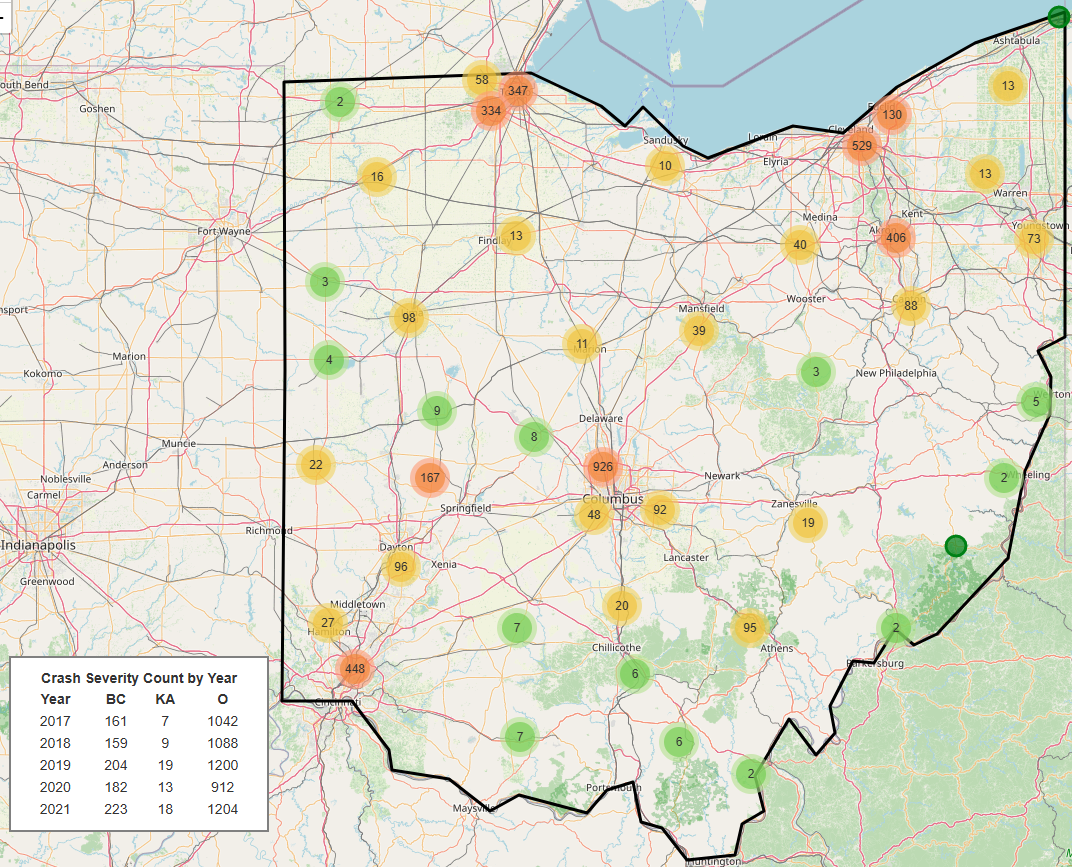 Ashtabula
58
13
outh Bend
347
2
Goshen
334
130
Cleveland
Sandusky
Lorain
529
Elyria
10
16
13
Warren
Medina
Kent
Fort Wayne
Youngstown
13
406
73
40
3
Wooster
88
nsport
Mansfield
98
39
11
Marion
4
3
New Philadelphia
Kokomo
5
9
Delaware
8
Muncie
22
926
Anderson
167
Newark
2
Wheeling
Noblesville
Carmel
Columbus
Springfield
Zanesville
48
92
19
Richmond
Indianapolis
Dayton
Lancaster
96
Xenia
Greenwood
Middletown
20
27
Hamilton
7
95
2
Chillicothe
Athens
Parkersburg
448
6
Cincinnati
7
6
2
Portsmouth
Maysville
Huntington
Crash Severity Count by Year
Year BC KA O
2017 161 7 1042
2018 159 9 1088
2019 204 19 1200
2020 182 13 912
2021 223 18 1204